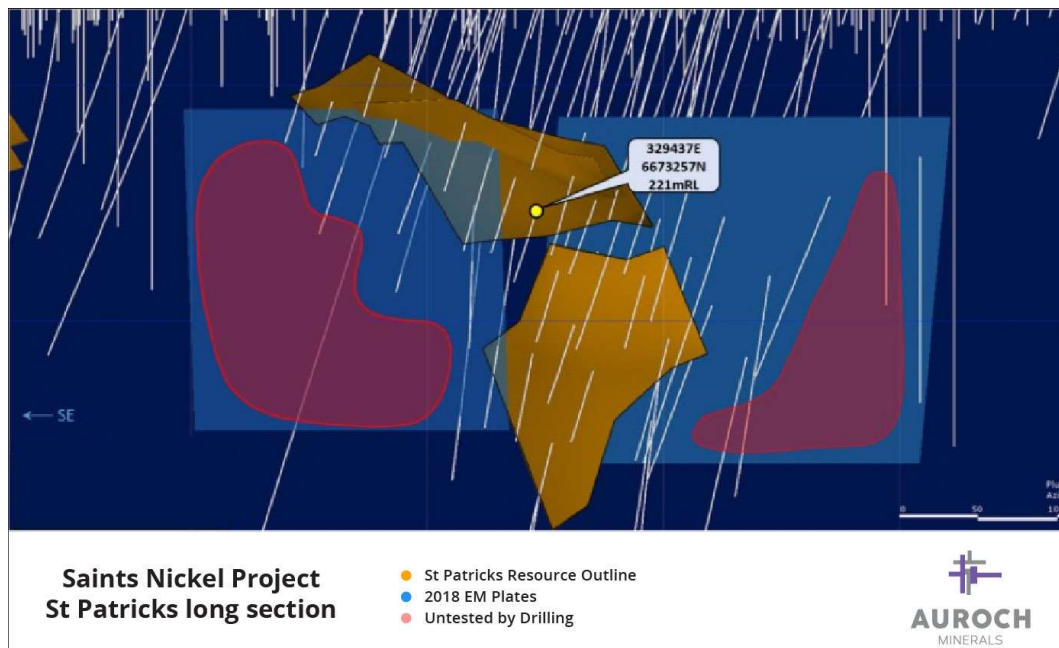 329437E
6673257N
221mRL
← SE
0 50
Saints Nickel Project
St Patricks long section
St Patricks Resource Outline
2018 EM Plates
Untested by Drilling
AUROCH
MINERALS